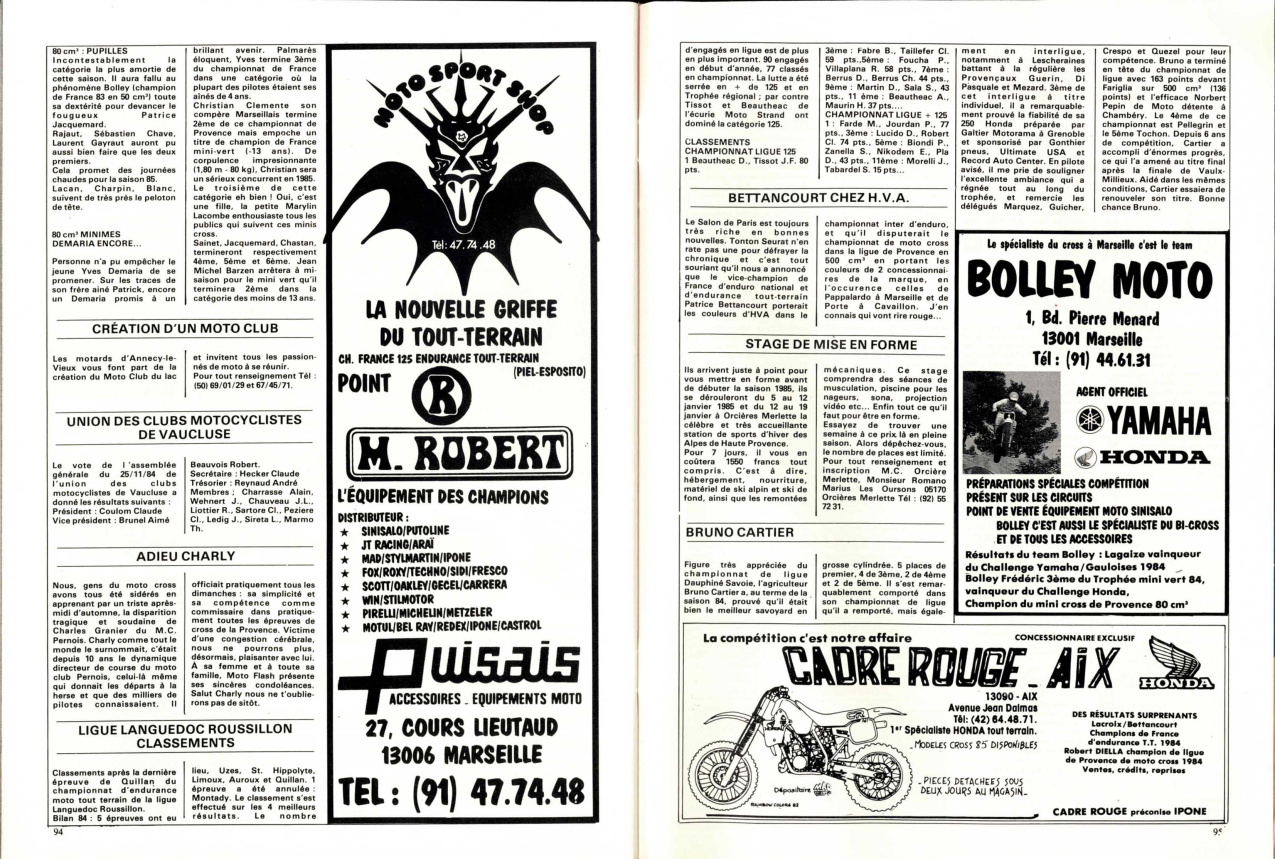 80 cm³ : PUPILLES
Incontestablement la
catégorie la plus amortie de
cette saison. Il aura fallu au
phénomène Bolley (champion
de France 83 en 50 cm³) toute
sa dextérité pour devancer le
fougueux Patrice
Jacquemard.
Rajaut, Sébastien Chave,
Laurent Gayraut auront pu
aussi bien faire que les deux
premiers.
Cela promet des journées
chaudes pour la saison 85.
Lacan, Charpin, Blanc,
suivent de très près le peloton
de tête.
80 cm³ MINIMES
DEMARIA ENCORE...
Personne n'a pu empêcher le
jeune Yves Demaria de se
promener. Sur les traces de
son frère ainé Patrick, encore
un Demaria promis à un
brillant avenir. Palmarès
éloquent, Yves termine 3ème
du championnat de France
dans une catégorie où la
plupart des pilotes étaient ses
ainés de 4 ans.
Christian Clemente son
compère Marseillais termine
2ème de ce championnat de
Provence mais empoche un
titre de champion de France
mini-vert (-13 ans). De
corpulence impresionnante
(1,80 m - 80 kg), Christian sera
un sérieux concurrent en 1985.
Le troisième de cette
catégorie eh bien ! Oui, c'est
une fille, la petite Marylin
Lacombe enthousiaste tous les
publics qui suivent ces minis
cross.
Sainet, Jacquemard, Chastan,
termineront respectivement
4ème, 5ème et 6ème. Jean
Michel Barzen arrêtera à mi-
saison pour le mini vert qu'il
terminera 2ème dans la
catégorie des moins de 13 ans.
CRÉATION D'UN MOTO CLUB
Les motards d'Annecy-le-
Vieux vous font part de la
création du Moto Club du lac
et invitent tous les passion-
nés de moto à se réunir.
Pour tout renseignement Tél :
(50) 69/01/29 et 67/45/71.
UNION DES CLUBS MOTOCYCLISTES
DE VAUCLUSE
Le vote de l'assemblée
générale du 25/11/84 de
l'union des clubs
motocyclistes de Vaucluse a
donné les résultats suivants :
Président : Coulom Claude
Vice président : Brunel Aimé
Beauvois Robert.
Secrétaire : Hecker Claude
Trésorier : Reynaud André
Membres ; Charrasse Alain,
Wehnert J., Chauveau J.L.,
Liottier R., Sartore Cl., Peziere
Cl., Ledig J., Sireta L., Marmo
Th.
ADIEU CHARLY
Nous, gens du moto cross
avons tous été sidérés en
apprenant par un triste après-
midi d'automne, la disparition
tragique et soudaine de
Charles Granier du M.C.
Pernois. Charly comme tout le
monde le surnommait, c'était
depuis 10 ans le dynamique
directeur de course du moto
club Pernois, celui-là même
qui donnait les départs à la
herse et que des milliers de
pilotes connaissaient. Il
officiait pratiquement tous les
dimanches : sa simplicité et
sa compétence comme
commissaire dans pratique-
ment toutes les épreuves de
cross de la Provence. Victime
d'une congestion cérébrale,
nous ne pourrons plus,
désormais, plaisanter avec lui.
À sa femme et à toute sa
famille, Moto Flash présente
ses sincères condoléances.
Salut Charly nous ne t'oublie-
rons pas de sitôt.
LIGUE LANGUEDOC ROUSSILLON
CLASSEMENTS
Classements après la dernière
épreuve de Quillan du
championnat d'endurance
moto tout terrain de la ligue
Languedoc Roussillon.
Bilan 84 : 5 épreuves ont eu
lieu, Uzes, St. Hippolyte,
Limoux, Auroux et Quillan. 1
épreuve a été annulée :
Montady. Le classement s'est
effectué sur les 4 meilleurs
résultats. Le nombre
94
MOTO SPORT SHOP
Tél: 47.74.48
LA NOUVELLE GRIFFE
DU TOUT-TERRAIN
CH. FRANCE 125 ENDURANCE TOUT-TERRAIN
(PIEL-ESPOSITO)
POINT
R
M. ROBERT
L'ÉQUIPEMENT DES CHAMPIONS
DISTRIBUTEUR :
★ SINISALO/PUTOLINE
★ JT RACING/ARAÏ
★ MAD/STYLMARTIN/IPONE
★ FOX/ROXY/TECHNO/SIDI/FRESCO
★ SCOTT/OAKLEY/GECEL/CARRERA
★ WIN/STILMOTOR
★ PIRELLI/MICHELIN/METZELER
★ MOTUL/BEL RAY/REDEX/IPONE/CASTROL
Puisais
ACCESSOIRES _ EQUIPEMENTS MOTO
27, COURS LIEUTAUD
13006 MARSEILLE
TEL : (91) 47.74.48
d'engagés en ligue est de plus
en plus important. 90 engagés
en début d'année, 77 classés
en championnat. La lutte a été
serrée en + de 125 et en
Trophée régional ; par contre
Tissot et Beautheac de
l'écurie Moto Strand ont
dominé la catégorie 125.
CLASSEMENTS
CHAMPIONNAT LIGUE 125
1 Beautheac D., Tissot J.F. 80
pts.
3ème : Fabre B., Taillefer Cl.
59 pts.,5ème : Foucha P.,
Villaplana R. 58 pts., 7ème :
Berrus D., Berrus Ch. 44 pts.,
9ème : Martin D., Sala S., 43
pts., 11 ème : Beautheac A.,
Maurin H. 37 pts....
CHAMPIONNAT LIGUE + 125
1 : Farde M., Jourdan P., 77
pts., 3ème : Lucido D., Robert
Cl. 74 pts., 5ème : Biondi P.,
Zanella S., Nikodem E., Pla
D., 43 pts., 11ème : Morelli J.,
Tabardel S. 15 pts...
BETTANCOURT CHEZ H.V.A.
Le Salon de Paris est toujours
très riche en bonnes
nouvelles. Tonton Seurat n'en
rate pas une pour défrayer la
chronique et c'est tout
souriant qu'il nous a annoncé
que le vice-champion de
France d'enduro national et
d'endurance tout-terrain
Patrice Bettancourt porterait
les couleurs d'HVA dans le
championnat inter d'enduro,
et qu'il disputerait le
championnat de moto cross
dans la ligue de Provence en
500 cm³ en portant les
couleurs de 2 concessionnai-
res de la marque, en
l'occurence celles de
Pappalardo à Marseille et de
Porte à Cavaillon. J'en
connais qui vont rire rouge...
STAGE DE MISE EN FORME
Ils arrivent juste à point pour
vous mettre en forme avant
de débuter la saison 1985, ils
se dérouleront du 5 au 12
janvier 1985 et du 12 au 19
janvier à Orcières Merlette la
célèbre et très accueillante
station de sports d'hiver des
Alpes de Haute Provence.
Pour 7 jours, il vous en
coûtera 1550 francs tout
compris. C'est à dire,
hébergement, nourriture,
matériel de ski alpin et ski de
fond, ainsi que les remontées
mécaniques. Ce stage
comprendra des séances de
musculation, piscine pour les
nageurs, sona, projection
vidéo etc... Enfin tout ce qu'il
faut pour être en forme.
Essayez de trouver une
semaine à ce prix là en pleine
saison. Alors dépêchez-vous,
le nombre de places est limité.
Pour tout renseignement et
inscription M.C. Orcière
Merlette, Monsieur Romano
Marius Les Oursons 05170
Orcières Merlette Tél : (92) 55
72 31.
BRUNO CARTIER
Figure très appréciée du
championnat de ligue
Dauphiné Savoie, l'agriculteur
Bruno Cartier a, au terme de la
saison 84, prouvé qu'il était
bien le meilleur savoyard en
grosse cylindrée. 5 places de
premier, 4 de 3ème, 2 de 4ème
et 2 de 5ème. Il s'est remar-
quablement comporté dans
son championnat de ligue
qu'il a remporté, mais égale-
ment en interligue,
notamment à Lescheraines
battant à la régulière les
Provençaux Guerin, Di
Pasquale et Mezard. 3ème de
cet interligue à titre
individuel, il a remarquable-
ment prouvé la fiabilité de sa
250 Honda préparée par
Galtier Motorama à Grenoble
et sponsorisé par Gonthier
pneus, Ultimate USA et
Record Auto Center. En pilote
avisé, il me prie de souligner
l'excellente ambiance qui a
régnée tout au long du
trophée, et remercie les
délégués Marquez, Guicher,
Crespo et Quezel pour leur
compétence. Bruno a terminé
en tête du championnat de
ligue avec 163 points devant
Fariglia sur 500 cm³ (136
points) et l'efficace Norbert
Pepin de Moto détente à
Chambéry. Le 4ème de ce
championnat est Pellegrin et
le 5ème Tochon. Depuis 6 ans
de compétition, Cartier a
accompli d'énormes progrès,
ce qui l'a amené au titre final
après la finale de Vaulx-
Millieux. Aidé dans les mêmes
conditions, Cartier essaiera de
renouveler son titre. Bonne
chance Bruno.
Le spécialiste du cross à Marseille c'est le team
BOLLEY MOTO
1, Bd. Pierre Menard
13001 Marseille
Tél : (91) 44.61.31
AGENT OFFICIEL
YAMAHA
HONDA
PRÉPARATIONS SPÉCIALES COMPÉTITION
PRÉSENT SUR LES CIRCUITS
POINT DE VENTE ÉQUIPEMENT MOTO SINISALO
BOLLEY C'EST AUSSI LE SPÉCIALISTE DU BI-CROSS
ET DE TOUS LES ACCESSOIRES
Résultats du team Bolley : Lagaize vainqueur
du Challenge Yamaha/Gauloises 1984
Bolley Frédéric 3ème du Trophée mini vert 84,
vainqueur du Challenge Honda,
Champion du mini cross de Provence 80 cm³
La compétition c'est notre affaire
CONCESSIONNAIRE EXCLUSIF
CADRE ROUGE _ AiX
HONDA
13090 - AIX
Avenue Jean Dalmas
Tél: (42) 64.48.71.
1er Spécialiste HONDA tout terrain.
_MODELES CROSS 85 DISPONIBLES
_PIECES DETACHEES SOUS
DEUX JOURS AU MAGASIN_
Dépositaire
RAINBOW COLORS 83
DES RÉSULTATS SURPRENANTS
Lacroix/Bettancourt
Champions de France
d'endurance T.T. 1984
Robert DIELLA champion de ligue
de Provence de moto cross 1984
Ventes, crédits, reprises
CADRE ROUGE préconise IPONE